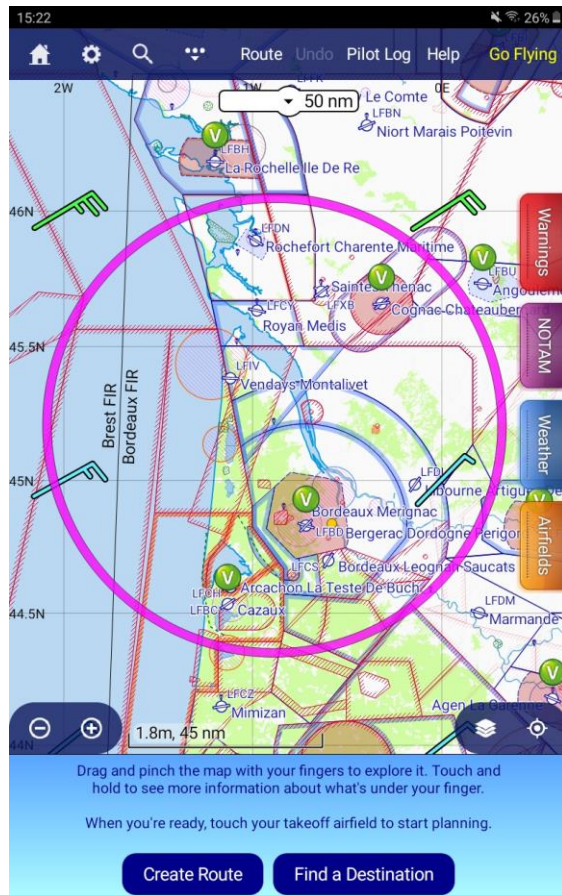 15:22
26%
Route
Undo
Pilot Log
Help
Go Flying
2W
1W
0E
50 nm
Le Comte
LFBN
Niort Marais Poitevin
V
LFBH
La Rochelle Ile De Re
46N
LFDN
Rochefort Charente Maritime
Warnings
V
V
LFBU
Saintes Thenac
LFXB
Cognac-Chateaubernard
LFCY
Royan Medis
NOTAM
45.5N
LFIV
Vendays Montalivet
Brest FIR
Bordeaux FIR
Weather
45N
V
Bordeaux Merignac
LFBD
Bergerac Dordogne Perigord
Airfields
LFCS
Bordeaux Leognan Saucats
V
Arcachon La Teste De Buch
LFCH
LFBC
Cazaux
LFDM
Marmande
44.5N
V
LFCZ
Mimizan
Agen La Garenne
44N
1.8m, 45 nm
Drag and pinch the map with your fingers to explore it. Touch and
hold to see more information about what's under your finger.
When you're ready, touch your takeoff airfield to start planning.
Create Route
Find a Destination